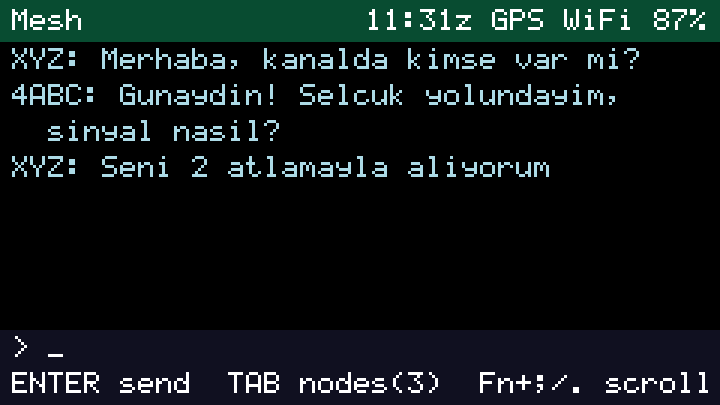 Mesh 11:31z GPS WiFi 87%
XYZ: Merhaba, kanalda kimse var mi?
4ABC: Gunaydin! Selcuk yolundayim,
sinyal nasil?
XYZ: Seni 2 atlamayla aliyorum
> _
ENTER send TAB nodes(3) Fn+;/. scroll